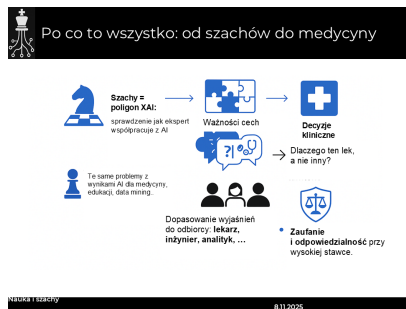 Po co to wszystko: od szachów do medycyny
Szachy =
poligon XAI:
sprawdzenie jak ekspert
współpracuje z AI
Ważności cech
Decyzje
kliniczne
?|
Dlaczego ten lek,
a nie inny?
Te same problemy z
wynikami AI dla medycyny,
edukacji, data mining.
Dopasowanie wyjaśnień
do odbiorcy: lekarz,
inżynier, analityk, ...
• Zaufanie
i odpowiedzialność przy
wysokiej stawce.
Nauka i szachy
8.11.2025